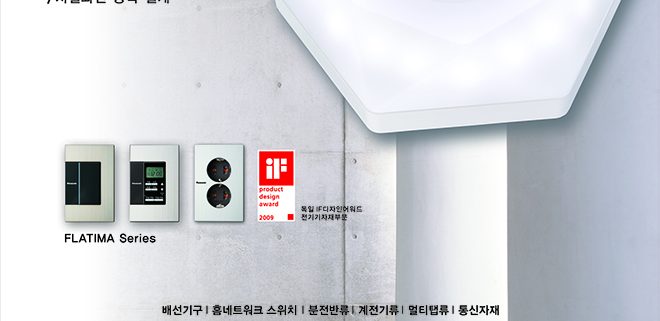 iF
product
design
award
2009
독일 iF디자인어워드
전기기자재부문
FLATIMA Series
배선기구 I 홈네트워크 스위치 I 분전반류 I 계전기류 I 멀티탭류 I 통신자재